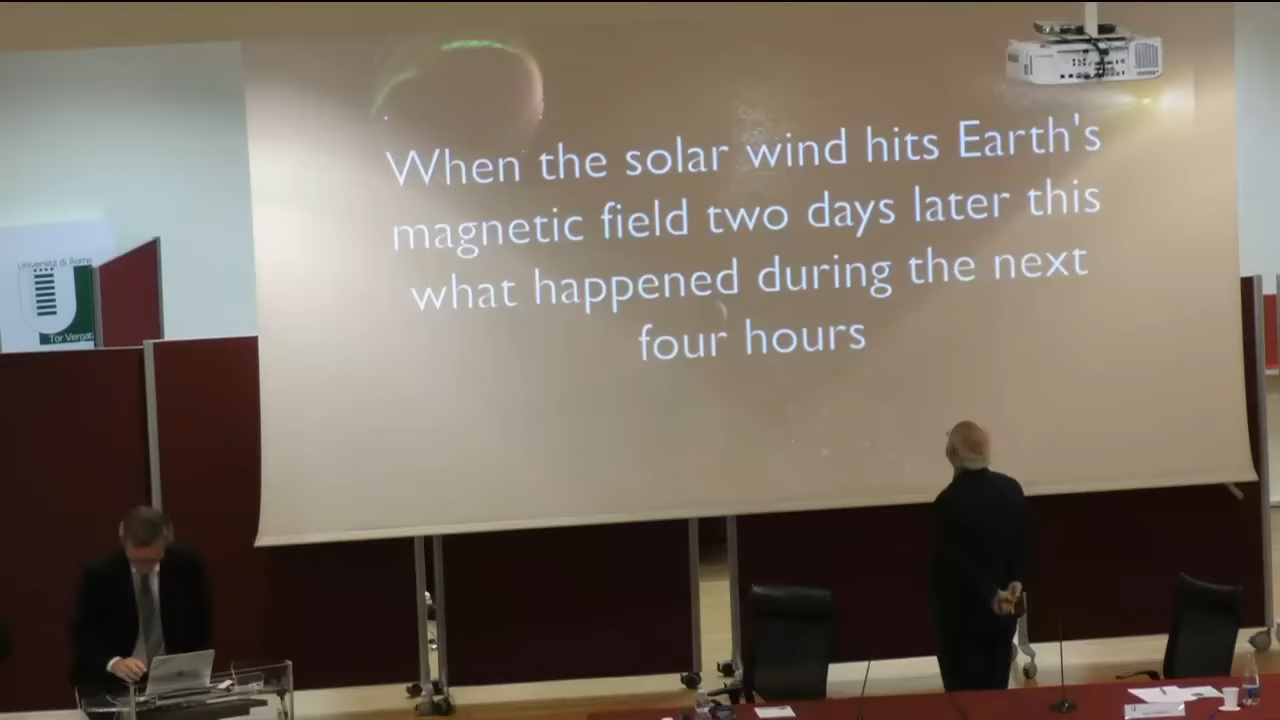 When the solar wind hits Earth's
magnetic field two days later this
what happened during the next
four hours
Università di Roma
Tor Vergat